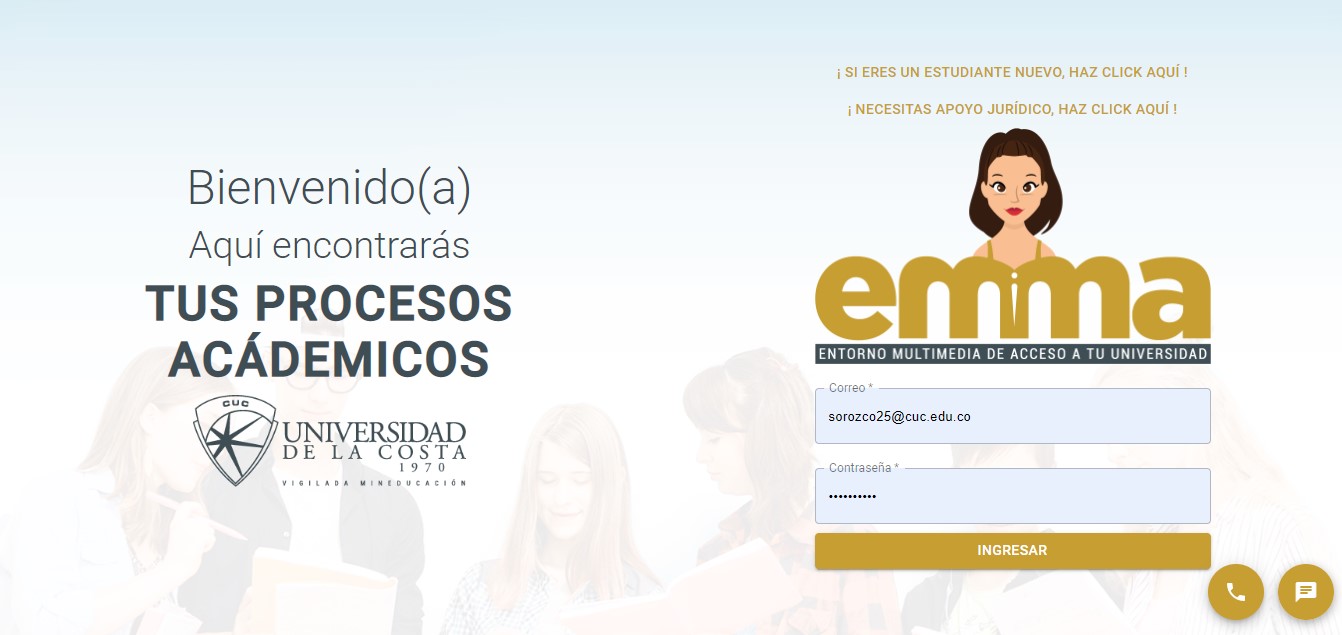 Bienvenido(a)
Aquí encontrarás
TUS PROCESOS
ACÁDEMICOS
CUC
UNIVERSIDAD
DE LA COSTA
1970
VIGILADA MINEDUCACIÓN
¡ SI ERES UN ESTUDIANTE NUEVO, HAZ CLICK AQUÍ !
¡ NECESITAS APOYO JURÍDICO, HAZ CLICK AQUÍ !
emma
ENTORNO MULTIMEDIA DE ACCESO A TU UNIVERSIDAD
Correo *
sorozco25@cuc.edu.co
Contraseña *
••••••••••
INGRESAR